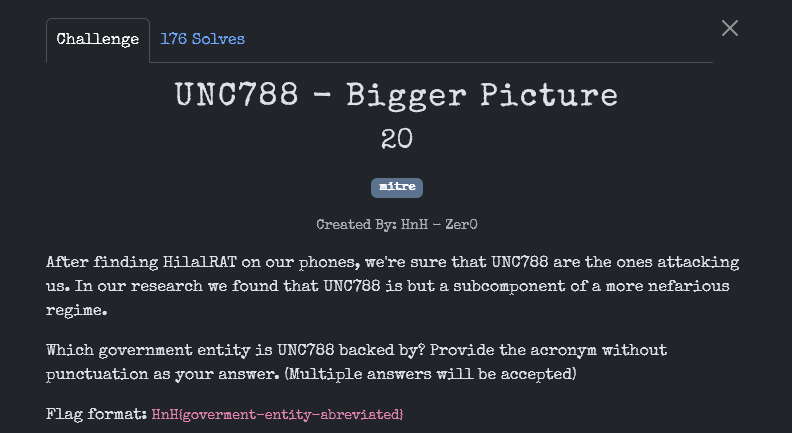 Challenge
176 Solves
UNC788 - Bigger Picture
20
mitre
Created By: HnH - Zer0
After finding HilalRAT on our phones, we're sure that UNC788 are the ones attacking
us. In our research we found that UNC788 is but a subcomponent of a more nefarious
regime.
Which government entity is UNC788 backed by? Provide the acronym without
punctuation as your answer. (Multiple answers will be accepted)
Flag format: HnH{goverment-entity-abreviated}